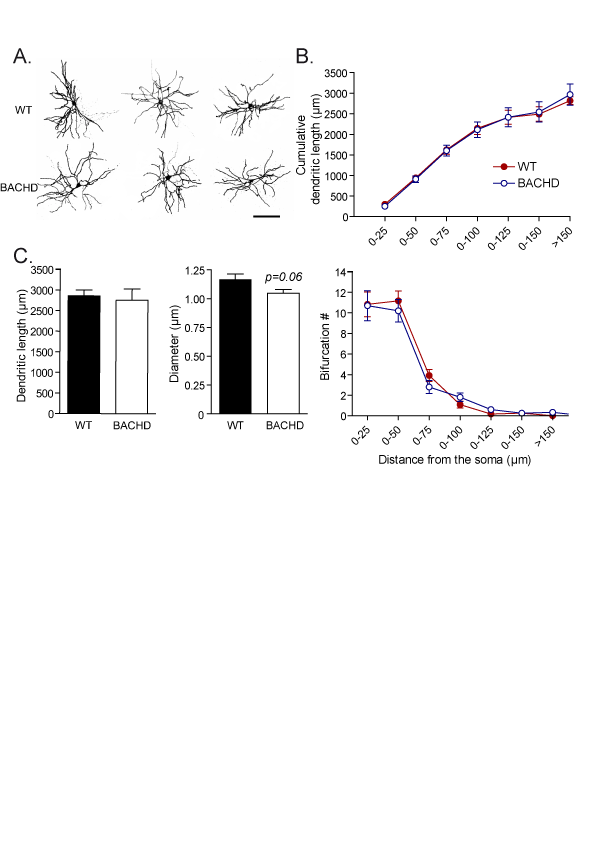 A.
WT
BACHD
B.
Cumulative
dendritic length (µm)
3500
3000
2500
2000
1500
1000
500
0
WT
BACHD
0-25
0-50
0-75
0-100
0-125
0-150
>150
C.
Dendritic length (µm)
3500
3000
2500
2000
1500
1000
500
0
WT
BACHD
Diameter (µm)
1.25
1.00
0.75
0.50
0.25
0
p=0.06
WT
BACHD
Bifurcation #
14
12
10
8
6
4
2
0
0-25
0-50
0-75
0-100
0-125
0-150
>150
Distance from the soma (µm)